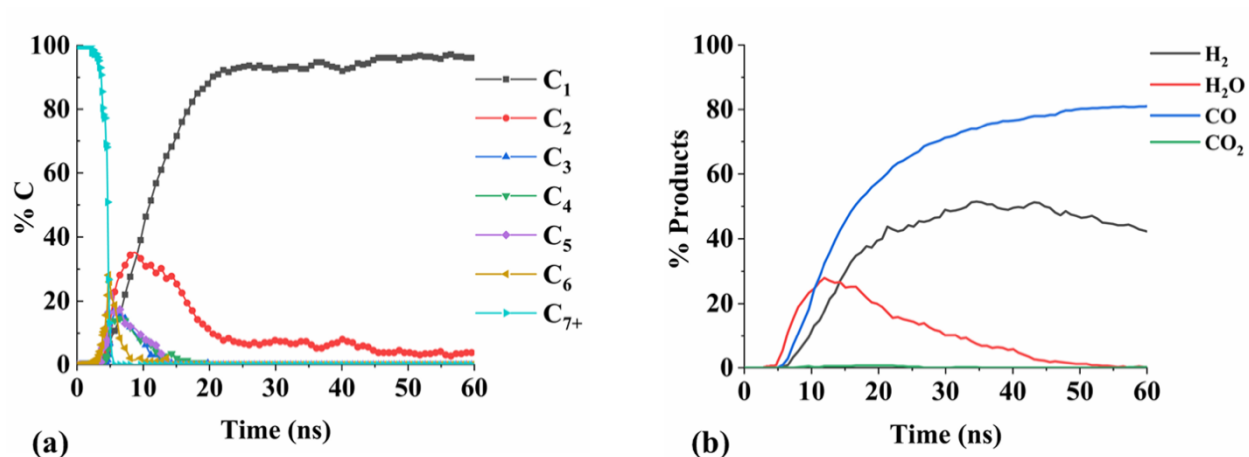 100
80
60
40
20
0
% C
0 10 20 30 40 50 60
Time (ns)
(a)
C₁
C₂
C₃
C₄
C₅
C₆
C₇₊
100
80
60
40
20
0
% Products
0 10 20 30 40 50 60
Time (ns)
(b)
H₂
H₂O
CO
CO₂